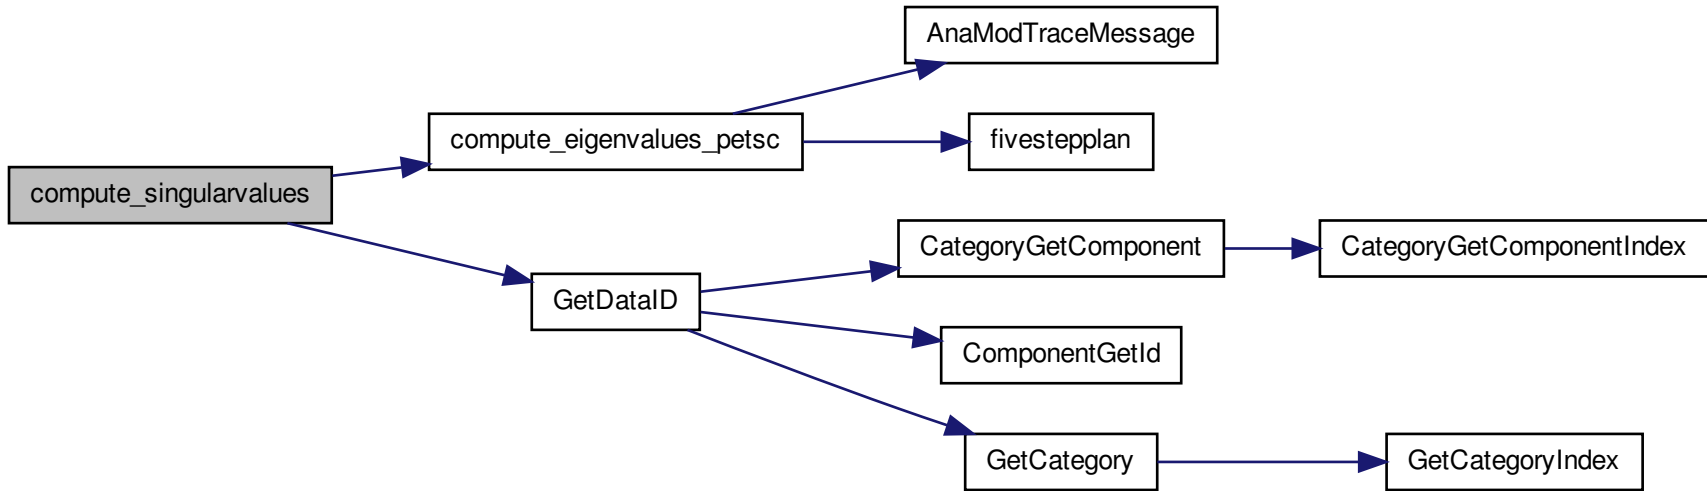 AnaModTraceMessage
compute_eigenvalues_petsc
fivestepplan
compute_singularvalues
CategoryGetComponent
CategoryGetComponentIndex
GetDataID
ComponentGetId
GetCategory
GetCategoryIndex